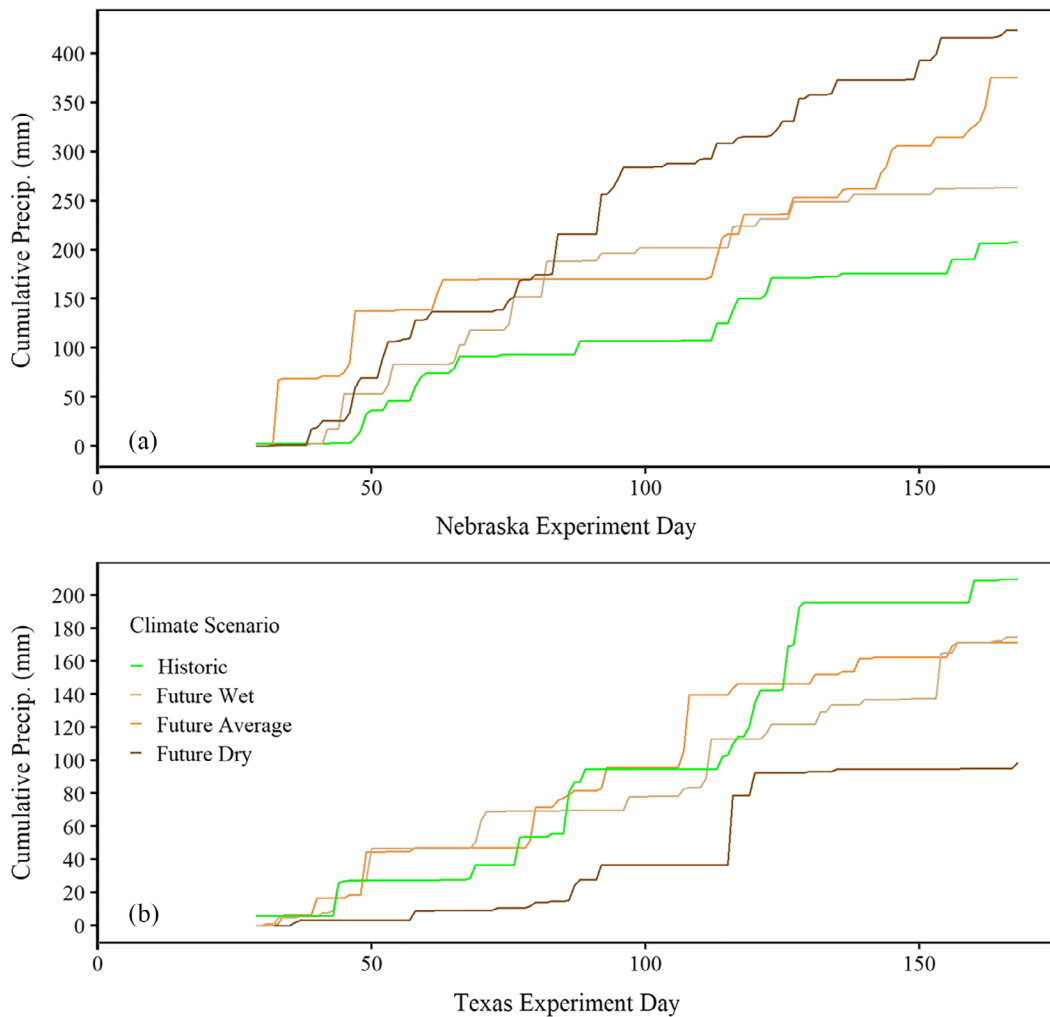 Cumulative Precip. (mm)
400
350
300
250
200
150
100
50
0
(a)
0
50
100
150
Nebraska Experiment Day
Cumulative Precip. (mm)
200
180
160
140
120
100
80
60
40
20
0
Climate Scenario
Historic
Future Wet
Future Average
Future Dry
(b)
0
50
100
150
Texas Experiment Day